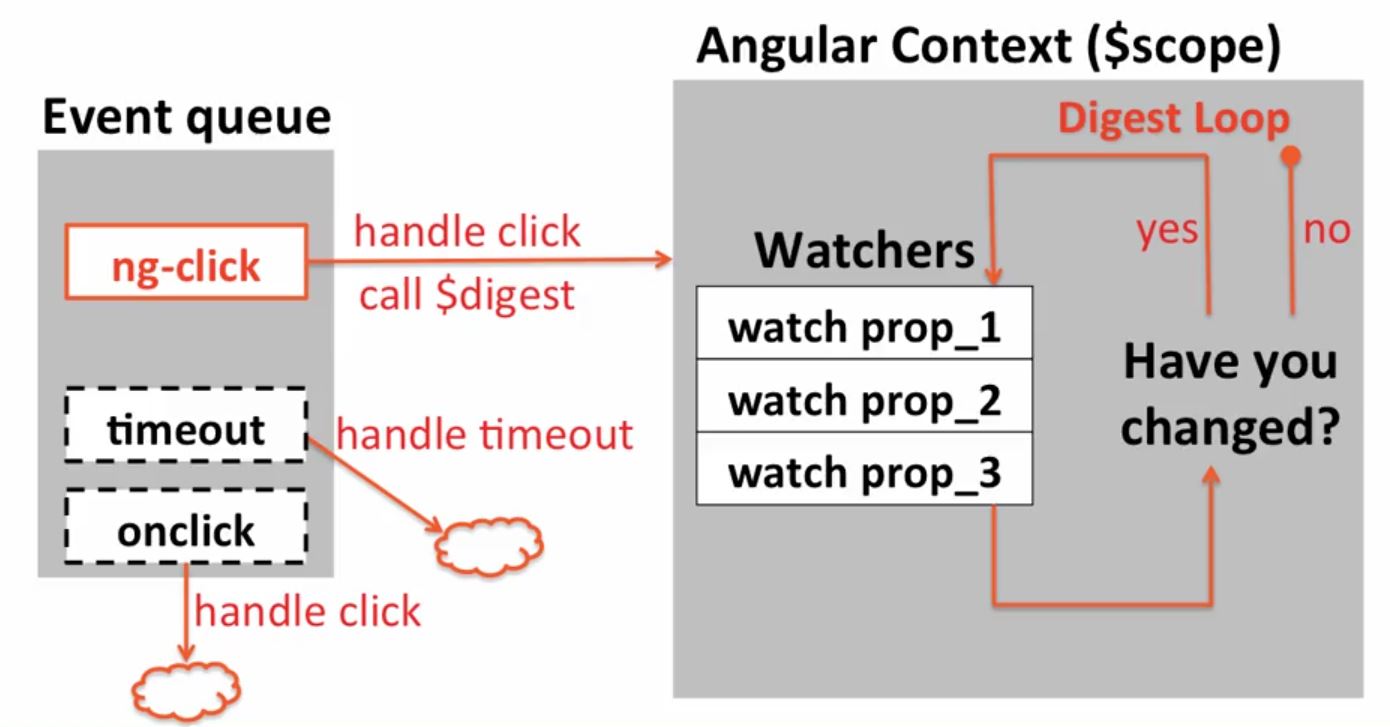 Angular Context ($scope)
Event queue
Digest Loop
ng-click
handle click
call $digest
yes
no
Watchers
watch prop_1
watch prop_2
watch prop_3
Have you
changed?
timeout
handle timeout
onclick
handle click